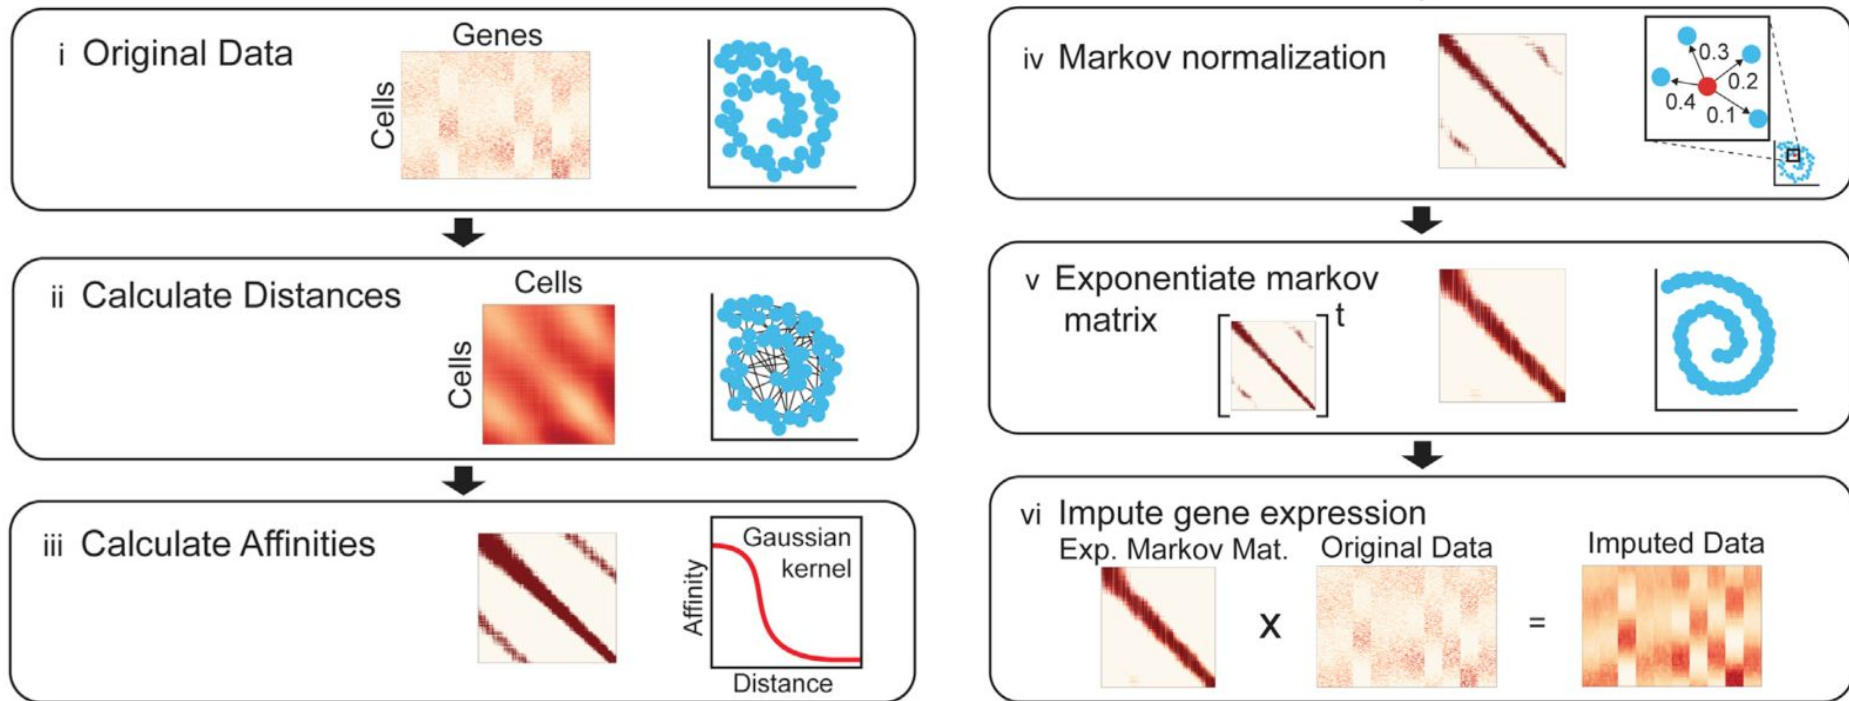 i Original Data
Genes
Cells
ii Calculate Distances
Cells
Cells
iii Calculate Affinities
Gaussian
kernel
Affinity
Distance
iv Markov normalization
0.3
0.2
0.4
0.1
v Exponentiate markov
matrix
t
vi Impute gene expression
Exp. Markov Mat.
Original Data
Imputed Data
X
=